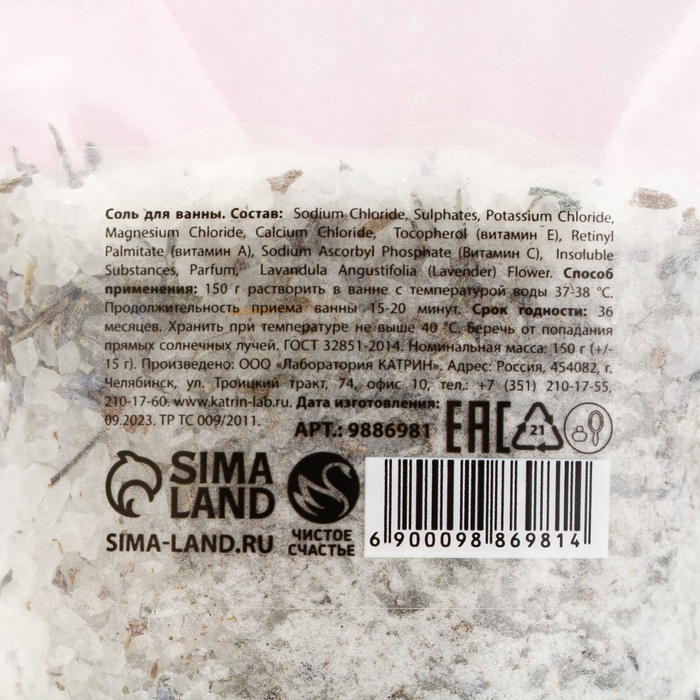 Соль для ванны. Состав: Sodium Chloride, Sulphates, Potassium Chloride,
Magnesium Chloride, Calcium Chloride, Tocopherol (витамин Е), Retinyl
Palmitate (витамин А), Sodium Ascorbyl Phosphate (Витамин С), Insoluble
Substances, Parfum, Lavandula Angustifolia (Lavender) Flower. Способ
применения: 150 г растворить в ванне с температурой воды 37-38 °С.
Продолжительность приема ванны 15-20 минут. Срок годности: 36
месяцев. Хранить при температуре не выше 40 °С. Беречь от попадания
прямых солнечных лучей. ГОСТ 32851-2014. Номинальная масса: 150 г (+/-
15 г). Произведено: ООО «Лаборатория КАТРИН». Адрес: Россия, 454082, г.
Челябинск, ул. Троицкий тракт, 74, офис 10, тел.: +7 (351) 210-17-55,
210-17-60. www.katrin-lab.ru. Дата изготовления:
09.2023. ТР ТС 009/2011.
АРТ.: 9886981
EAC
21
SIMA
LAND
SIMA-LAND.RU
ЧИСТОЕ
СЧАСТЬЕ
6 900098 869814